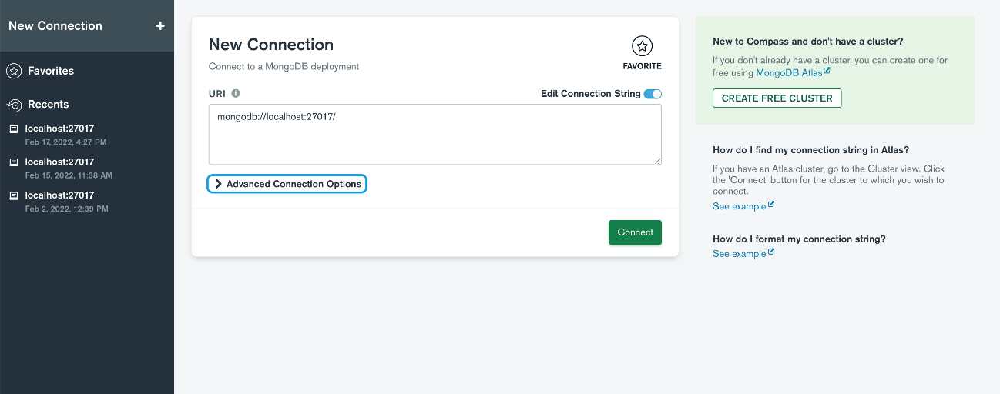 New Connection +
Favorites
Recents
localhost:27017
Feb 17, 2022, 4:27 PM
localhost:27017
Feb 15, 2022, 11:38 AM
localhost:27017
Feb 2, 2022, 12:39 PM
New Connection
Connect to a MongoDB deployment
FAVORITE
URI
Edit Connection String
mongodb://localhost:27017/
Advanced Connection Options
Connect
New to Compass and don't have a cluster?
If you don't already have a cluster, you can create one for
free using MongoDB Atlas
CREATE FREE CLUSTER
How do I find my connection string in Atlas?
If you have an Atlas cluster, go to the Cluster view. Click
the 'Connect' button for the cluster to which you wish to
connect.
See example
How do I format my connection string?
See example